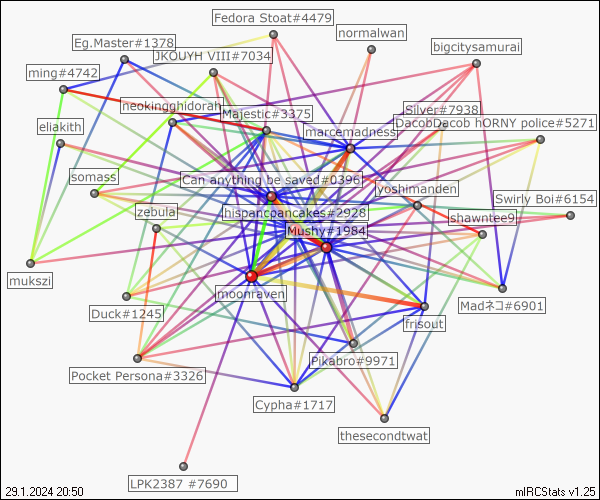 Fedora Stoat#4479
normalwan
Eg.Master#1378
bigcitysamurai
JKOUYH VIII#7034
ming#4742
neokingghidorah
Majestic#3375
Silver#7938
DacobDacob hORNY police#5271
eliakith
marcemadness
somass
Can anything be saved#0396
yoshimanden
Swirly Boi#6154
zebula
hispanicpancakes#2928
shawntee9
Mushy#1984
mukszi
moonraven
Duck#1245
Madネコ#6901
frisout
Pikabro#9971
Pocket Persona#3326
Cypha#1717
thesecondtwat
LPK2387 #7690
29.1.2024 20:50
mIRCStats v1.25